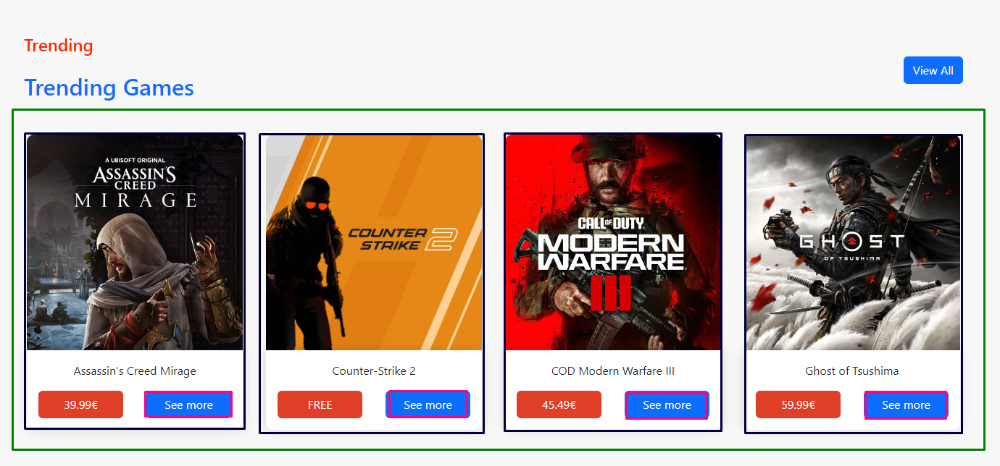 Trending
View All
Trending Games
A UBISOFT ORIGINAL
ASSASSIN'S
CREED
MIRAGE
COUNTER
STRIKE 2
CALL OF DUTY
MODERN
WARFARE
III
GHOST
OF TSUSHIMA
Assassin's Creed Mirage
Counter-Strike 2
COD Modern Warfare III
Ghost of Tsushima
39.99€
See more
FREE
See more
45.49€
See more
59.99€
See more